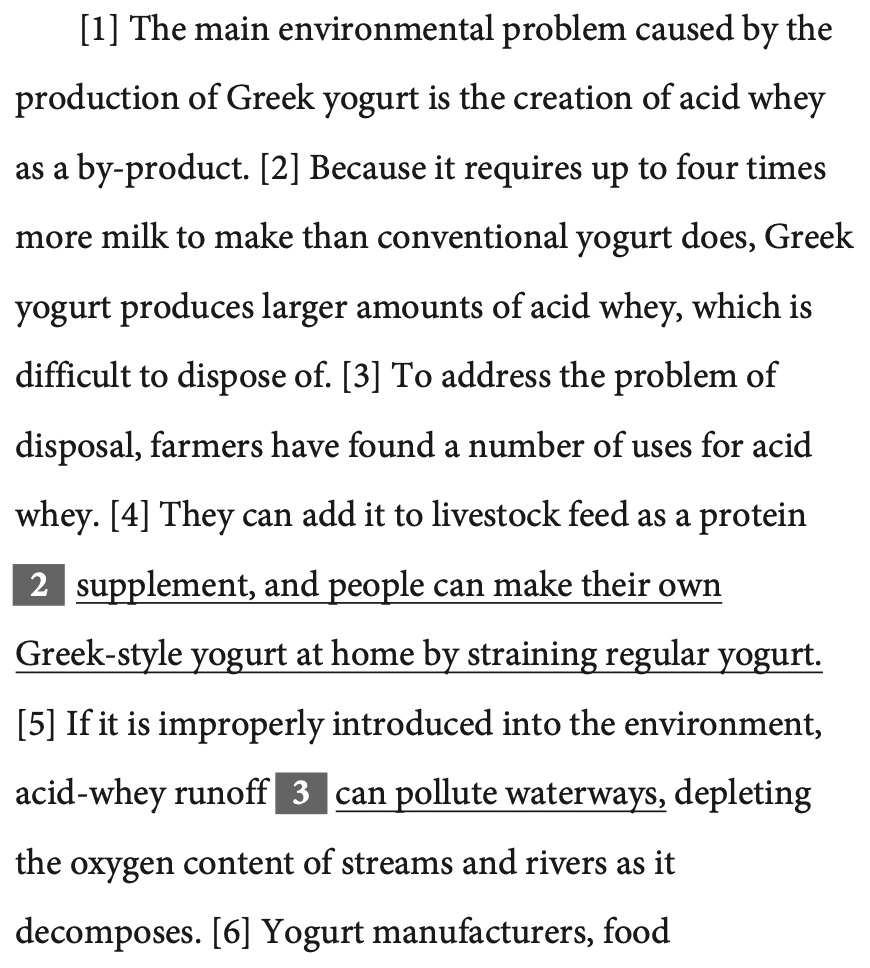 [1] The main environmental problem caused by the
production of Greek yogurt is the creation of acid whey
as a by-product. [2] Because it requires up to four times
more milk to make than conventional yogurt does, Greek
yogurt produces larger amounts of acid whey, which is
difficult to dispose of. [3] To address the problem of
disposal, farmers have found a number of uses for acid
whey. [4] They can add it to livestock feed as a protein
2 supplement, and people can make their own
Greek-style yogurt at home by straining regular yogurt.
[5] If it is improperly introduced into the environment,
acid-whey runoff 3 can pollute waterways, depleting
the oxygen content of streams and rivers as it
decomposes. [6] Yogurt manufacturers, food